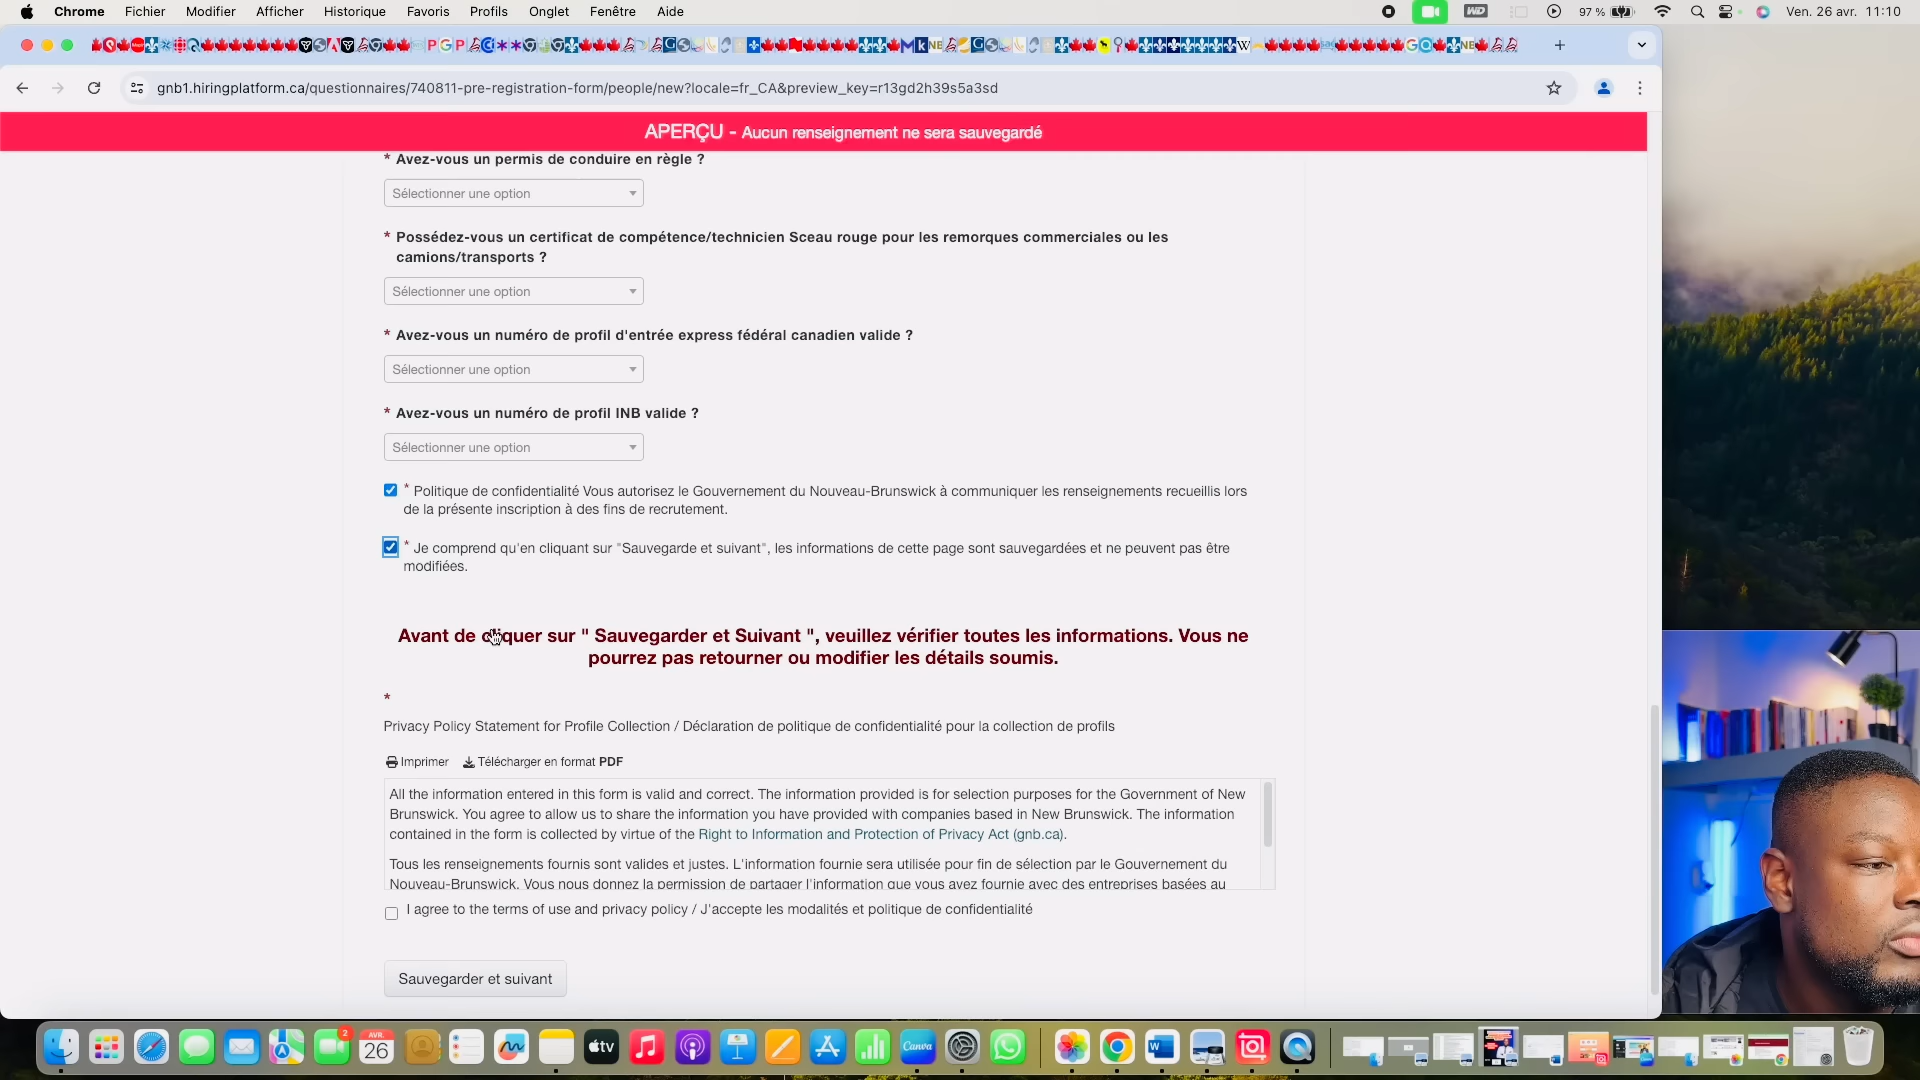 Chrome Fichier Modifier Afficher Historique Favoris Profils Onglet Fenêtre Aide 97 % Ven. 26 avr. 11:10
gnb1.hiringplatform.ca/questionnaires/740811-pre-registration-form/people/new?locale=fr_CA&preview_key=r13gd2h39s5a3sd
APERÇU - Aucun renseignement ne sera sauvegardé
* Avez-vous un permis de conduire en règle ?
Sélectionner une option
* Possédez-vous un certificat de compétence/technicien Sceau rouge pour les remorques commerciales ou les
camions/transports ?
Sélectionner une option
* Avez-vous un numéro de profil d'entrée express fédéral canadien valide ?
Sélectionner une option
* Avez-vous un numéro de profil INB valide ?
Sélectionner une option
* Politique de confidentialité Vous autorisez le Gouvernement du Nouveau-Brunswick à communiquer les renseignements recueillis lors
de la présente inscription à des fins de recrutement.
* Je comprend qu'en cliquant sur "Sauvegarde et suivant", les informations de cette page sont sauvegardées et ne peuvent pas être
modifiées.
Avant de cliquer sur " Sauvegarder et Suivant ", veuillez vérifier toutes les informations. Vous ne
pourrez pas retourner ou modifier les détails soumis.
*
Privacy Policy Statement for Profile Collection / Déclaration de politique de confidentialité pour la collection de profils
Imprimer Télécharger en format PDF
All the information entered in this form is valid and correct. The information provided is for selection purposes for the Government of New
Brunswick. You agree to allow us to share the information you have provided with companies based in New Brunswick. The information
contained in the form is collected by virtue of the Right to Information and Protection of Privacy Act (gnb.ca).
Tous les renseignements fournis sont valides et justes. L'information fournie sera utilisée pour fin de sélection par le Gouvernement du
Nouveau-Brunswick. Vous nous donnez la permission de partager l'information que vous avez fournie avec des entreprises basées au
I agree to the terms of use and privacy policy / J'accepte les modalités et politique de confidentialité
Sauvegarder et suivant
2
AVR.
26
tv
Canva
W